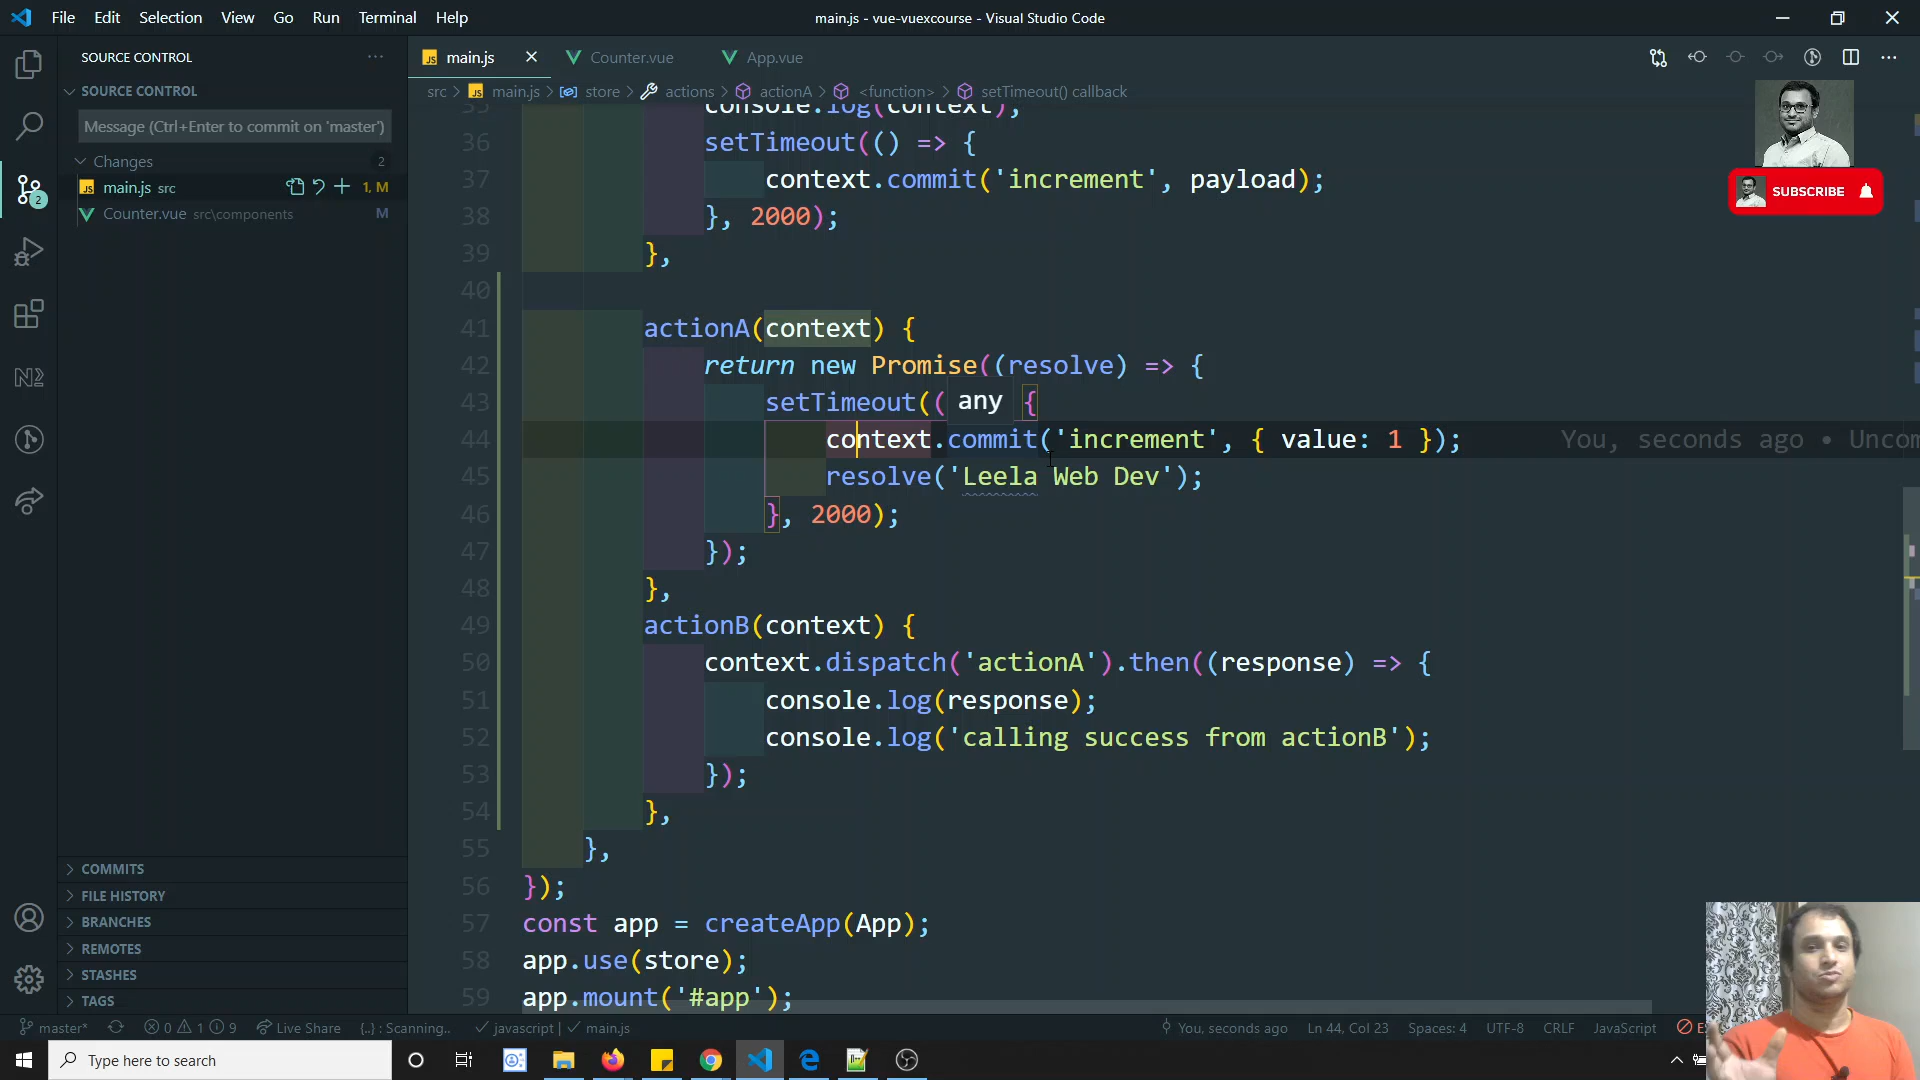 File Edit Selection View Go Run Terminal Help
main.js - vue-vuexcourse - Visual Studio Code
SOURCE CONTROL
main.js
Counter.vue
App.vue
src > main.js > store > actions > actionA > <function> > setTimeout() callback
SOURCE CONTROL
Message (Ctrl+Enter to commit on 'master')
Changes 2
main.js src 1, M
Counter.vue src\components M
2
SUBSCRIBE
35 console.log(context);
36 setTimeout(() => {
37 context.commit('increment', payload);
38 }, 2000);
39 },
40
41 actionA(context) {
42 return new Promise((resolve) => {
43 setTimeout(( any {
44 context.commit('increment', { value: 1 }); You, seconds ago • Uncom
45 resolve('Leela Web Dev');
46 }, 2000);
47 });
48 },
49 actionB(context) {
50 context.dispatch('actionA').then((response) => {
51 console.log(response);
52 console.log('calling success from actionB');
53 });
54 },
55 },
56 });
57 const app = createApp(App);
58 app.use(store);
59 app.mount('#app');
COMMITS
FILE HISTORY
BRANCHES
REMOTES
STASHES
TAGS
master* 0 1 9 Live Share {..} : Scanning.. javascript | main.js
You, seconds ago Ln 44, Col 23 Spaces: 4 UTF-8 CRLF JavaScript
Type here to search